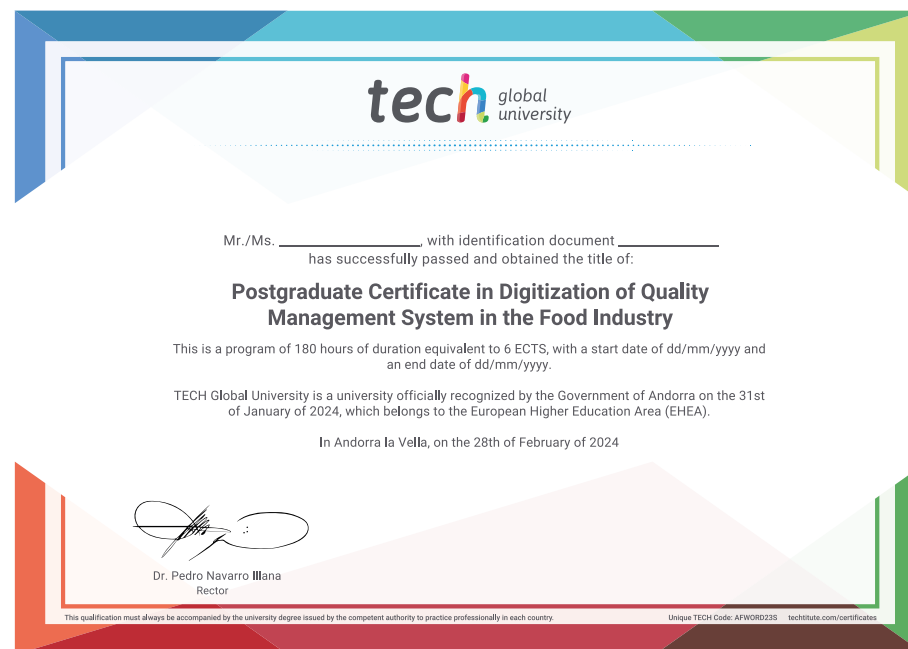 tech global university
Mr./Ms. ____________________, with identification document ______________
has successfully passed and obtained the title of:
Postgraduate Certificate in Digitization of Quality
Management System in the Food Industry
This is a program of 180 hours of duration equivalent to 6 ECTS, with a start date of dd/mm/yyyy and
an end date of dd/mm/yyyy.
TECH Global University is a university officially recognized by the Government of Andorra on the 31st
of January of 2024, which belongs to the European Higher Education Area (EHEA).
In Andorra la Vella, on the 28th of February of 2024
Dr. Pedro Navarro Illana
Rector
This qualification must always be accompanied by the university degree issued by the competent authority to practice professionally in each country. Unique TECH Code: AFWORD23S techtitute.com/certificates